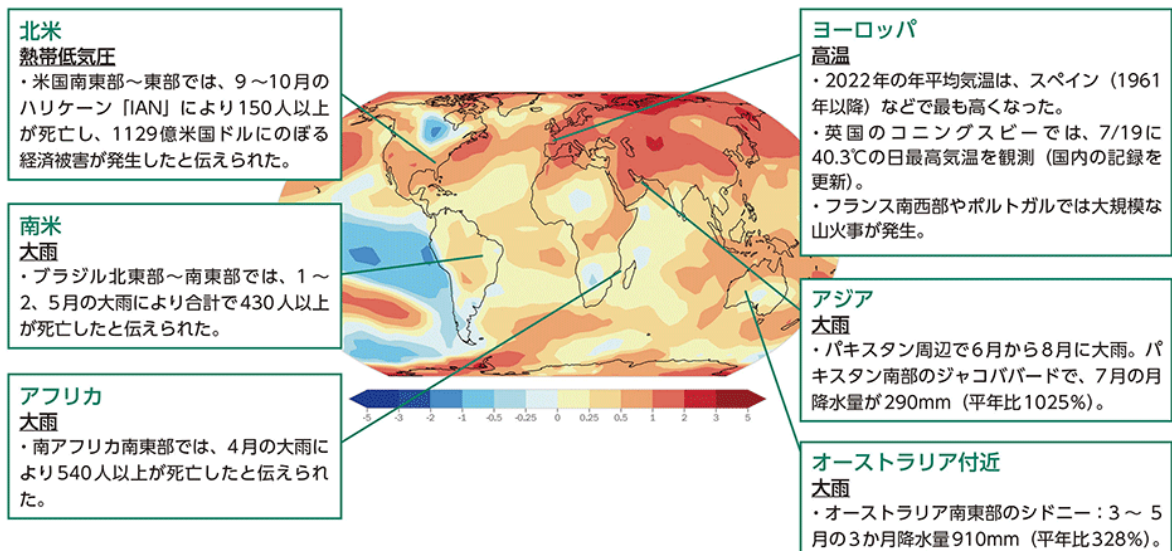 北米
熱帯低気圧
・米国南東部～東部では、9～10月の
ハリケーン「IAN」により150人以上
が死亡し、1129億米国ドルにのぼる
経済被害が発生したと伝えられた。
南米
大雨
・ブラジル北東部～南東部では、1～
2、5月の大雨により合計で430人以上
が死亡したと伝えられた。
アフリカ
大雨
・南アフリカ南東部では、4月の大雨に
より540人以上が死亡したと伝えられ
た。
-5 -3 -2 -1 -0.5 -0.25 0 0.25 0.5 1 2 3 5
ヨーロッパ
高温
・2022年の年平均気温は、スペイン（1961
年以降）などで最も高くなった。
・英国のコニングスビーでは、7/19に
40.3℃の日最高気温を観測（国内の記録を
更新）。
・フランス南西部やポルトガルでは大規模な
山火事が発生。
アジア
大雨
・パキスタン周辺で6月から8月に大雨。パ
キスタン南部のジャコババードで、7月の月
降水量が290mm（平年比1025%）。
オーストラリア付近
大雨
・オーストラリア南東部のシドニー：3～5
月の3か月降水量910mm（平年比328%）。